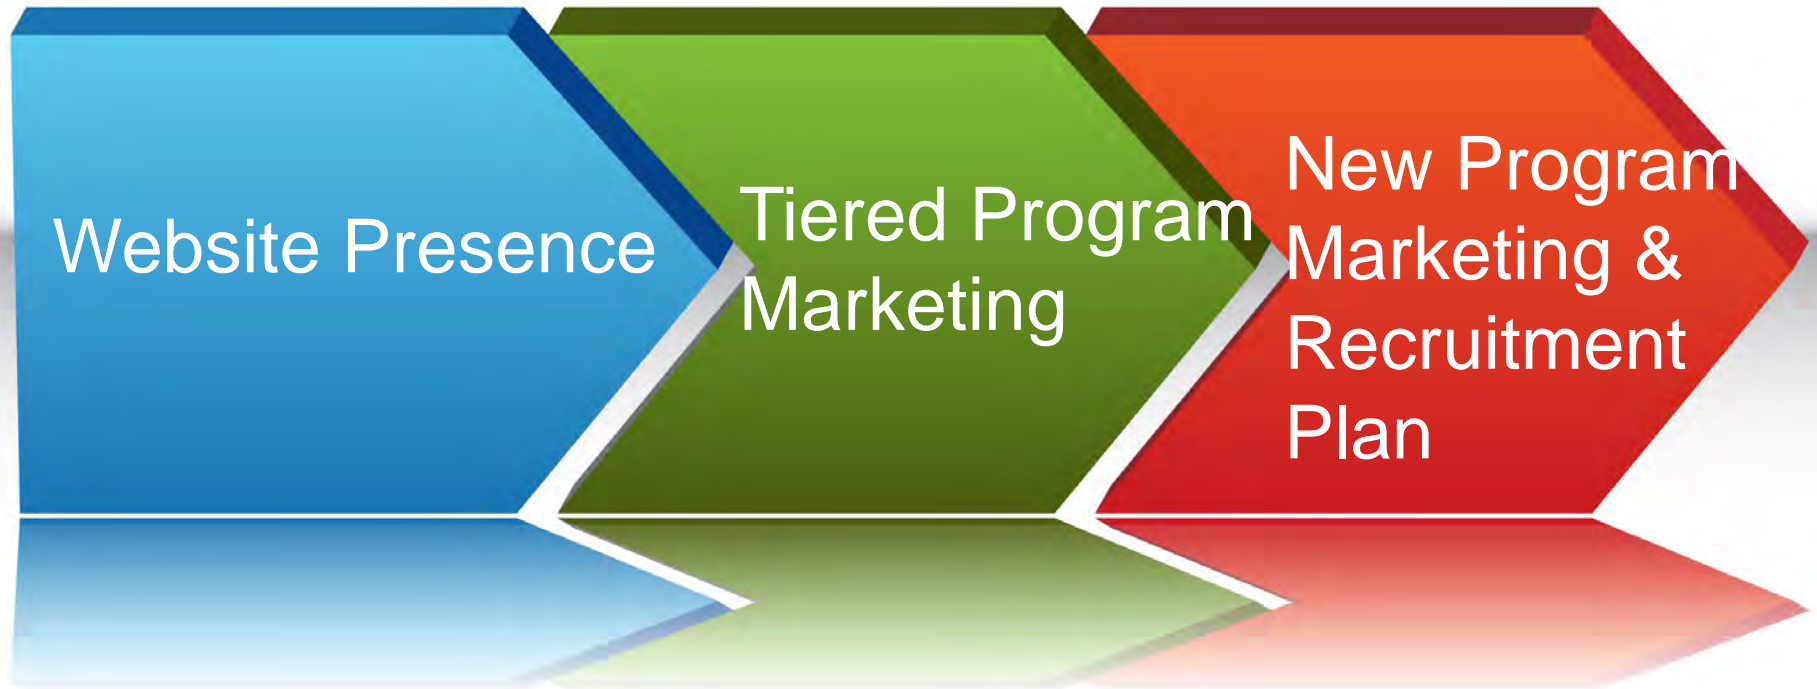 Website Presence
Tiered Program
Marketing
New Program
Marketing &
Recruitment
Plan